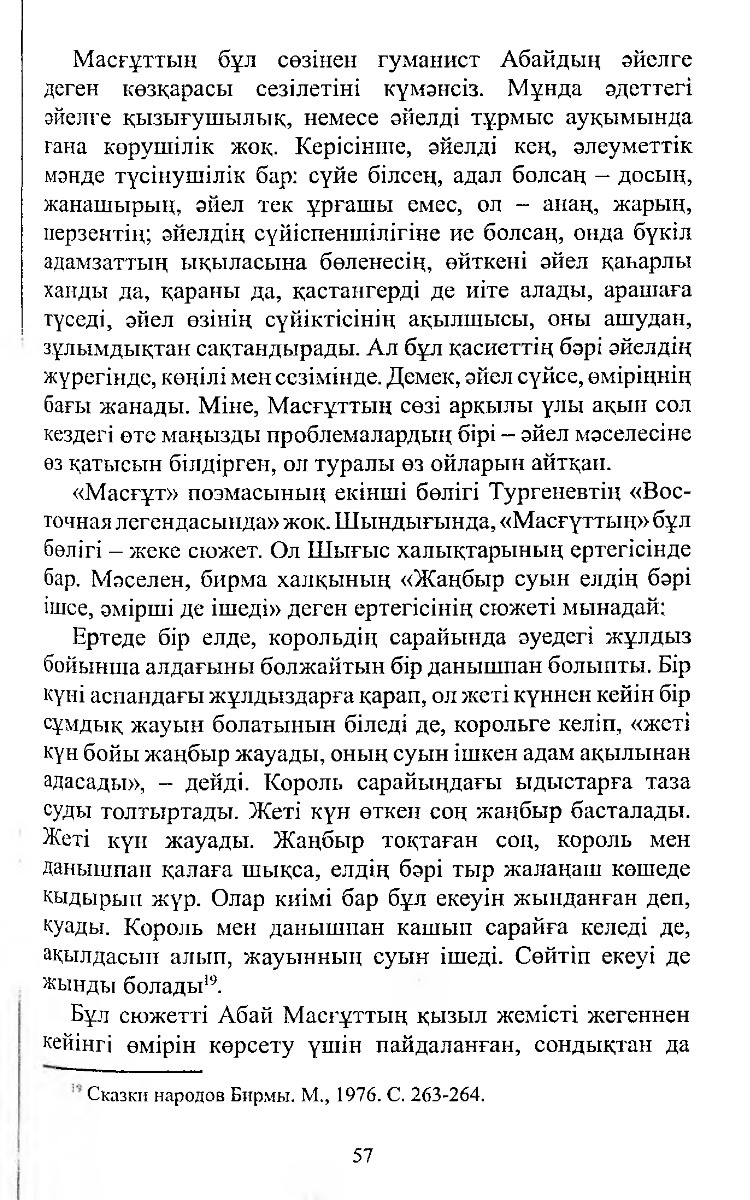 Масғұттың бұл сөзінен гуманист Абайдың әйелге
деген көзқарасы сезілетіні күмәнсіз. Мұнда әдеттегі
әйелге қызығушылық, немесе әйелді тұрмыс ауқымында
ғана көрушілік жоқ. Керісінше, әйелді кең, әлеуметтік
мәнде түсінушілік бар: сүйе білсең, адал болсаң – досың,
жанашырың, әйел тек ұрғашы емес, ол – анаң, жарың,
перзентің; әйелдің сүйіспеншілігіне ие болсаң, онда бүкіл
адамзаттың ықыласына бөленесің, өйткені әйел қаһарлы
ханды да, қараны да, қастангерді де иіте алады, арашаға
түседі, әйел өзінің сүйіктісінің ақылшысы, оны ашудан,
зұлымдықтан сақтандырады. Ал бұл қасиеттің бәрі әйелдің
жүрегінде, көңілі мен сезімінде. Демек, әйел сүйсе, өміріңнің
бағы жанады. Міне, Масғұттың сөзі арқылы ұлы ақын сол
кездегі өте маңызды проблемалардың бірі – әйел мәселесіне
өз қатысын білдірген, ол туралы өз ойларын айтқан.
«Масғұт» поэмасының екінші бөлігі Тургеневтің «Вос-
точная легендасында» жоқ. Шындығында, «Масғұттың» бұл
бөлігі – жеке сюжет. Ол Шығыс халықтарының ертегісінде
бар. Мәселен, бирма халқының «Жаңбыр суын елдің бәрі
ішсе, әмірші де ішеді» деген ертегісінің сюжеті мынадай:
Ертеде бір елде, корольдің сарайында әуедегі жұлдыз
бойынша алдағыны болжайтын бір данышпан болыпты. Бір
күні аспандағы жұлдыздарға қарап, ол жеті күннен кейін бір
сұмдық жауын болатынын біледі де, корольге келіп, «жеті
күн бойы жаңбыр жауады, оның суын ішкен адам ақылынан
адасады», – дейді. Король сарайындағы ыдыстарға таза
суды толтыртады. Жеті күн өткен соң жаңбыр басталады.
Жеті күн жауады. Жаңбыр тоқтаған соң, король мен
данышпан қалаға шықса, елдің бәрі тыр жалаңаш көшеде
қыдырып жүр. Олар киімі бар бұл екеуін жынданған деп,
қуады. Король мен данышпан қашып сарайға келеді де,
ақылдасып алып, жауынның суын ішеді. Сөйтіп екеуі де
жынды болады¹⁹.
Бұл сюжетті Абай Масғұттың қызыл жемісті жегеннен
кейінгі өмірін көрсету үшін пайдаланған, сондықтан да
¹⁹ Сказки народов Бирмы. М., 1976. С. 263-264.
57